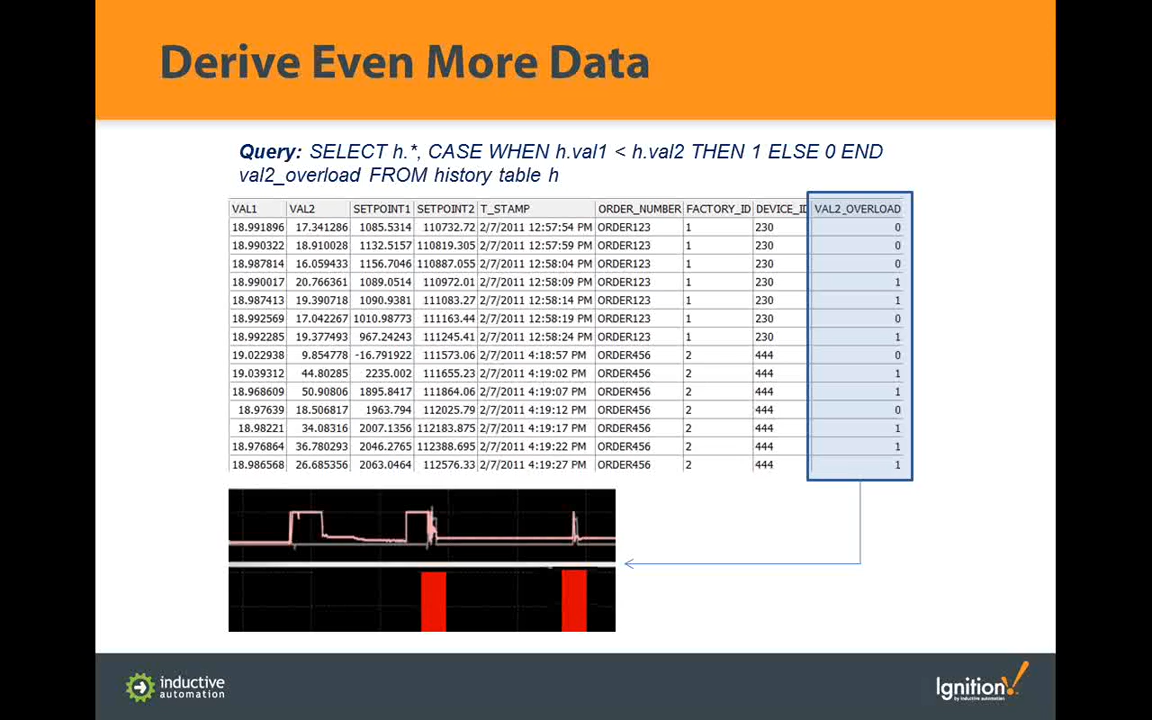 Derive Even More Data
Query: SELECT h.*, CASE WHEN h.val1 < h.val2 THEN 1 ELSE 0 END
val2_overload FROM history table h
VAL1 VAL2 SETPOINT1 SETPOINT2 T_STAMP ORDER_NUMBER FACTORY_ID DEVICE_ID VAL2_OVERLOAD
18.991896 17.341286 1085.5314 110732.72 2/7/2011 12:57:54 PM ORDER123 1 230 0
18.990322 18.910028 1132.5157 110819.305 2/7/2011 12:57:59 PM ORDER123 1 230 0
18.987814 16.059433 1156.7046 110887.055 2/7/2011 12:58:04 PM ORDER123 1 230 0
18.990017 20.766361 1089.0514 110972.01 2/7/2011 12:58:09 PM ORDER123 1 230 1
18.987413 19.390718 1090.9381 111083.27 2/7/2011 12:58:14 PM ORDER123 1 230 1
18.992569 17.042267 1010.98773 111163.44 2/7/2011 12:58:19 PM ORDER123 1 230 0
18.992285 19.377493 967.24243 111245.41 2/7/2011 12:58:24 PM ORDER123 1 230 1
19.022938 9.854778 -16.791922 111573.06 2/7/2011 4:18:57 PM ORDER456 2 444 0
19.039312 44.80285 2235.002 111655.23 2/7/2011 4:19:02 PM ORDER456 2 444 1
18.968609 50.90806 1895.8417 111864.06 2/7/2011 4:19:07 PM ORDER456 2 444 1
18.97639 18.506817 1963.794 112025.79 2/7/2011 4:19:12 PM ORDER456 2 444 0
18.98221 34.08316 2007.1356 112183.875 2/7/2011 4:19:17 PM ORDER456 2 444 1
18.976864 36.780293 2046.2765 112388.695 2/7/2011 4:19:22 PM ORDER456 2 444 1
18.986568 26.685356 2063.0464 112576.33 2/7/2011 4:19:27 PM ORDER456 2 444 1
inductive
automation
Ignition!
by inductive automation